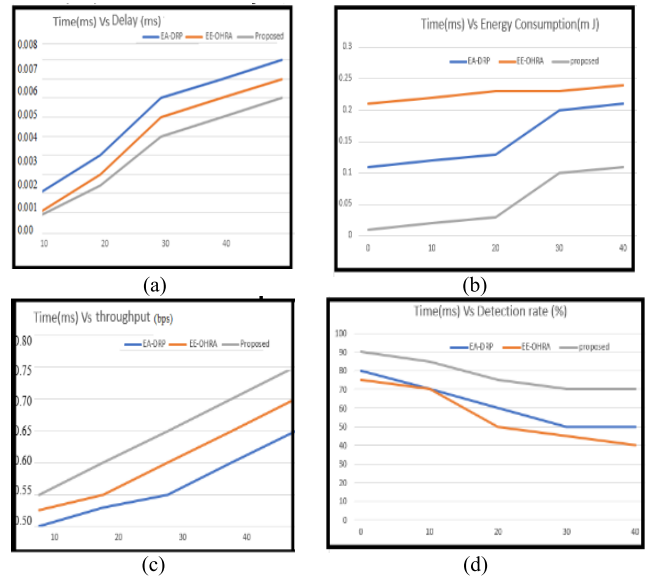 Time(ms) Vs Delay (ms)
EA-DRP EE-OHRA Proposed
0.008
0.007
0.006
0.005
0.004
0.003
0.002
0.001
0.00
10 20 30 40
(a)
Time(ms) Vs Energy Consumption(m J)
0.3
EA-DRP EE-OHRA proposed
0.25
0.2
0.15
0.1
0.05
0
0 10 20 30 40
(b)
Time(ms) Vs throughput (bps)
0.80
EA-DRP EE-OHRA Proposed
0.75
0.70
0.65
0.60
0.55
0.50
10 20 30 40
(c)
Time(ms) Vs Detection rate (%)
100
EA-DRP EE-OHRA proposed
90
80
70
60
50
40
30
20
10
0
0 10 20 30 40
(d)